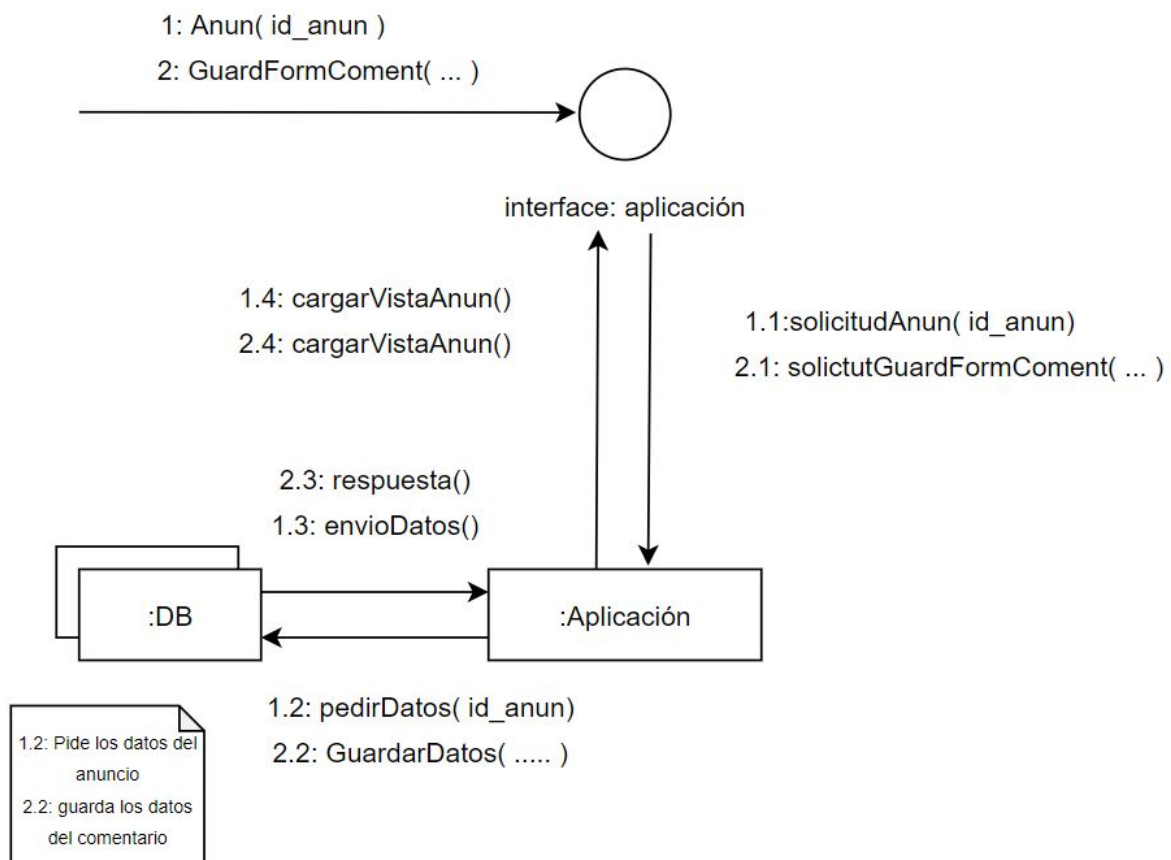 1: Anun( id_anun )
2: GuardFormComent( ... )
interface: aplicación
1.4: cargarVistaAnun()
2.4: cargarVistaAnun()
1.1:solicitudAnun( id_anun)
2.1: solictutGuardFormComent( ... )
2.3: respuesta()
1.3: envioDatos()
:DB
:Aplicación
1.2: pedirDatos( id_anun)
2.2: GuardarDatos( ..... )
1.2: Pide los datos del
anuncio
2.2: guarda los datos
del comentario